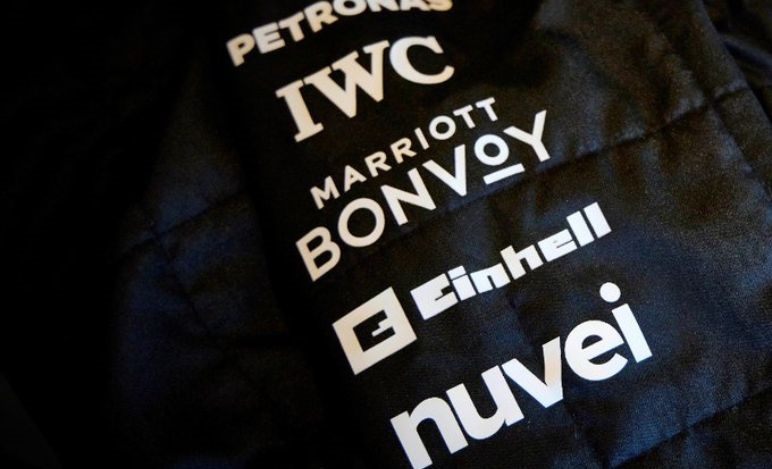 PETRONAS
IWC
MARRIOTT
BONVOY
Einhell
nuvei